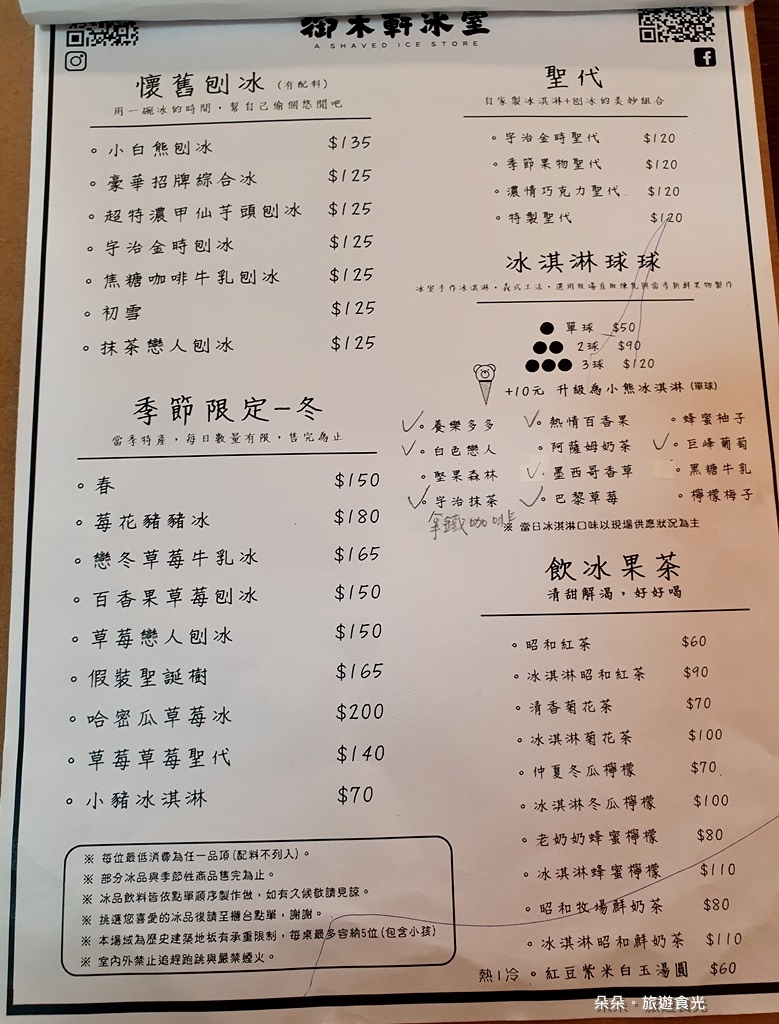 御木軒冰室
A SHAVED ICE STORE
懷舊刨冰 (有配料)
用一碗冰的時間，幫自己偷個悠閒吧
小白熊刨冰 $135
豪華招牌綜合冰 $125
超特濃甲仙芋頭刨冰 $125
宇治金時刨冰 $125
焦糖咖啡牛乳刨冰 $125
初雪 $125
抹茶戀人刨冰 $125
季節限定-冬
當季特產，每日數量有限，售完為止
春 $150
莓花豬豬冰 $180
戀冬草莓牛乳冰 $165
百香果草莓刨冰 $150
草莓戀人刨冰 $150
假裝聖誕樹 $165
哈密瓜草莓冰 $200
草莓草莓聖代 $140
小豬冰淇淋 $70
※ 每位最低消費為任一品項(配料不列入)。
※ 部分冰品與季節性商品售完為止。
※ 冰品飲料皆依點單順序製作做，如有久候敬請見諒。
※ 挑選您喜愛的冰品後請至櫃台點單，謝謝。
※ 本場域為歷史建築地板有承重限制，每桌最多容納5位(包含小孩)
※ 室內外禁止追趕跑跳與嚴禁煙火。
聖代
自家製冰淇淋+刨冰的美妙組合
宇治金時聖代 $120
季節果物聖代 $120
濃情巧克力聖代 $120
特製聖代 $120
冰淇淋球球
單球 $50
2球 $90
3球 $120
+10元 升級為小熊冰淇淋 (單球)
養樂多多 熱情百香果 蜂蜜柚子
白色戀人 阿薩姆奶茶 巨峰葡萄
堅果森林 墨西哥香草 黑糖牛乳
宇治抹茶 巴黎草莓 檸檬梅子
拿鐵咖啡
※ 當日冰淇淋口味以現場供應狀況為主
飲冰果茶
清甜解渴，好好喝
昭和紅茶 $60
冰淇淋昭和紅茶 $90
清香菊花茶 $70
冰淇淋菊花茶 $100
仲夏冬瓜檸檬 $70
冰淇淋冬瓜檸檬 $100
老奶奶蜂蜜檸檬 $80
冰淇淋蜂蜜檸檬 $110
昭和牧場鮮奶茶 $80
冰淇淋昭和鮮奶茶 $110
熱/冷 紅豆紫米白玉湯圓 $60
朵朵。旅遊食光